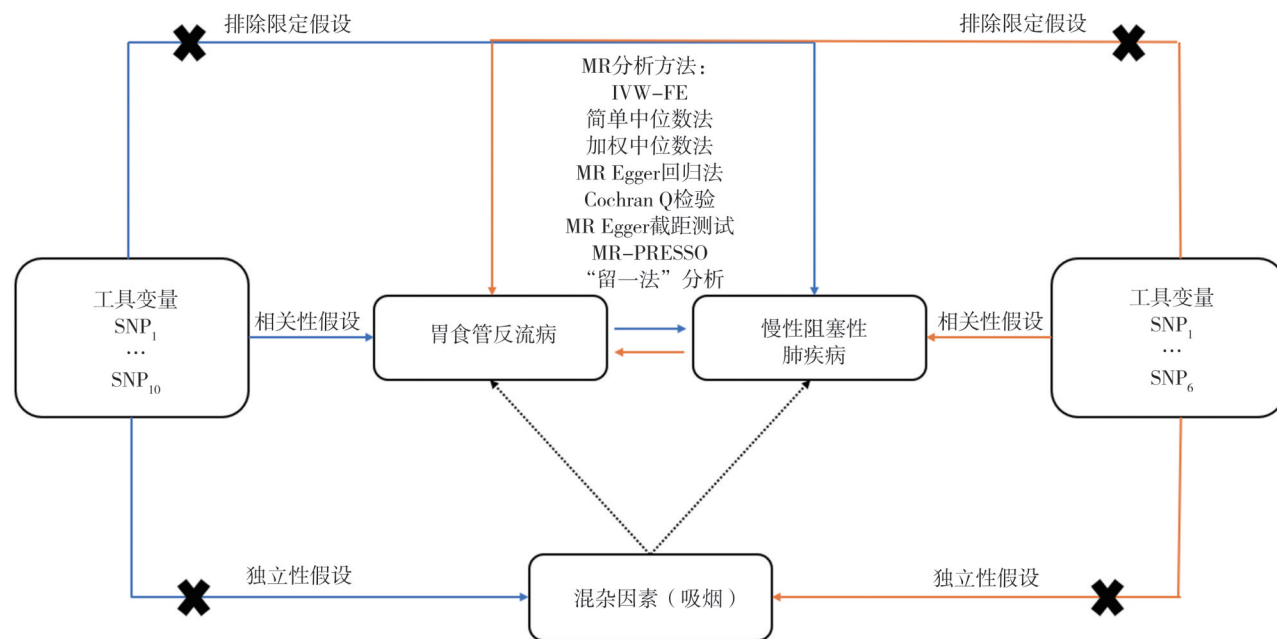 排除限定假设
排除限定假设
MR分析方法：
IVW-FE
简单中位数法
加权中位数法
MR Egger回归法
Cochran Q检验
MR Egger截距测试
MR-PRESSO
“留一法”分析
工具变量
SNP₁
…
SNP₁₀
相关性假设
胃食管反流病
慢性阻塞性
肺疾病
相关性假设
工具变量
SNP₁
…
SNP₆
独立性假设
混杂因素（吸烟）
独立性假设